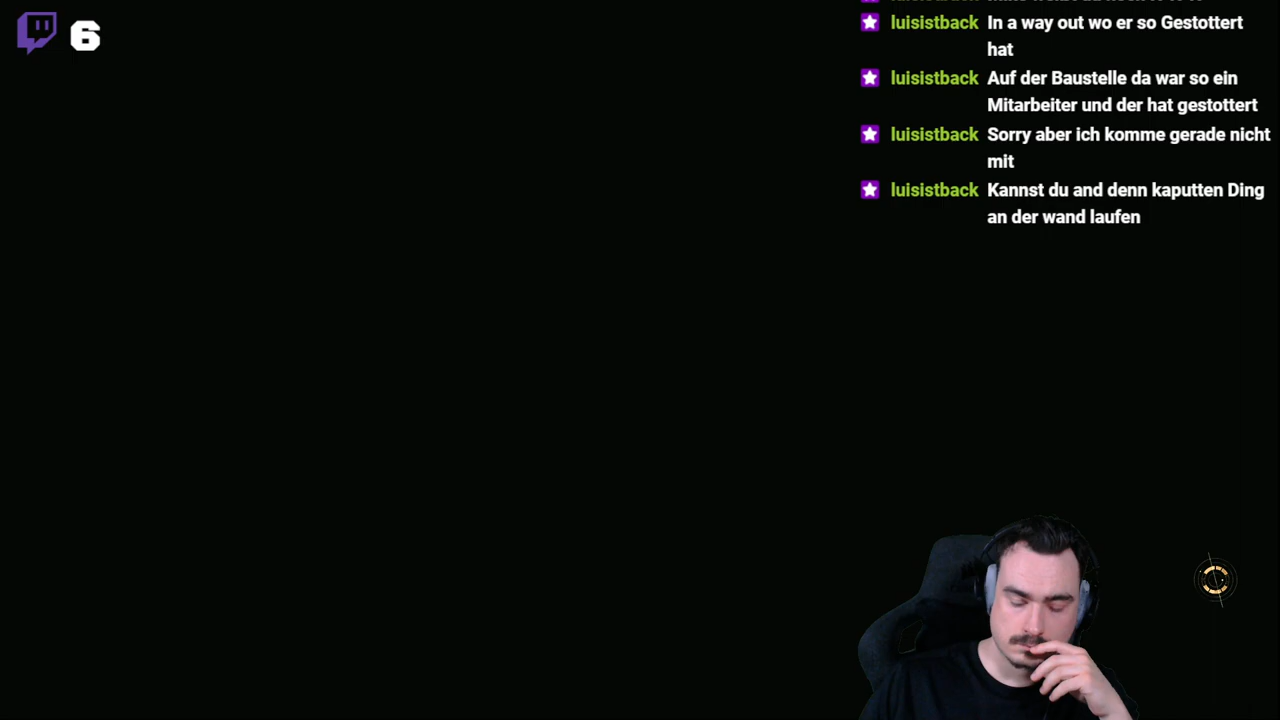 6
luisistback In a way out wo er so Gestottert
hat
luisistback Auf der Baustelle da war so ein
Mitarbeiter und der hat gestottert
luisistback Sorry aber ich komme gerade nicht
mit
luisistback Kannst du and denn kaputten Ding
an der wand laufen